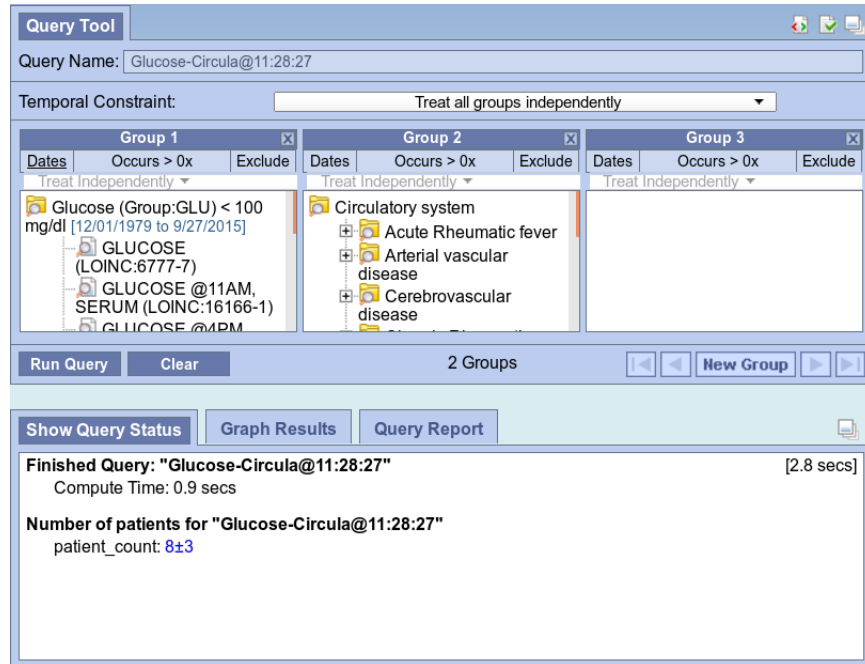 Query Tool
Query Name: Glucose-Circula@11:28:27
Temporal Constraint: Treat all groups independently
Group 1 Group 2 Group 3
Dates Occurs > 0x Exclude Dates Occurs > 0x Exclude Dates Occurs > 0x Exclude
Treat Independently Treat Independently Treat Independently
Glucose (Group:GLU) < 100
mg/dl [12/01/1979 to 9/27/2015]
GLUCOSE
(LOINC:6777-7)
GLUCOSE @11AM,
SERUM (LOINC:16166-1)
GLUCOSE @4PM
Circulatory system
Acute Rheumatic fever
Arterial vascular
disease
Cerebrovascular
disease
Run Query Clear 2 Groups New Group
Show Query Status Graph Results Query Report
Finished Query: "Glucose-Circula@11:28:27" [2.8 secs]
Compute Time: 0.9 secs
Number of patients for "Glucose-Circula@11:28:27"
patient_count: 8±3